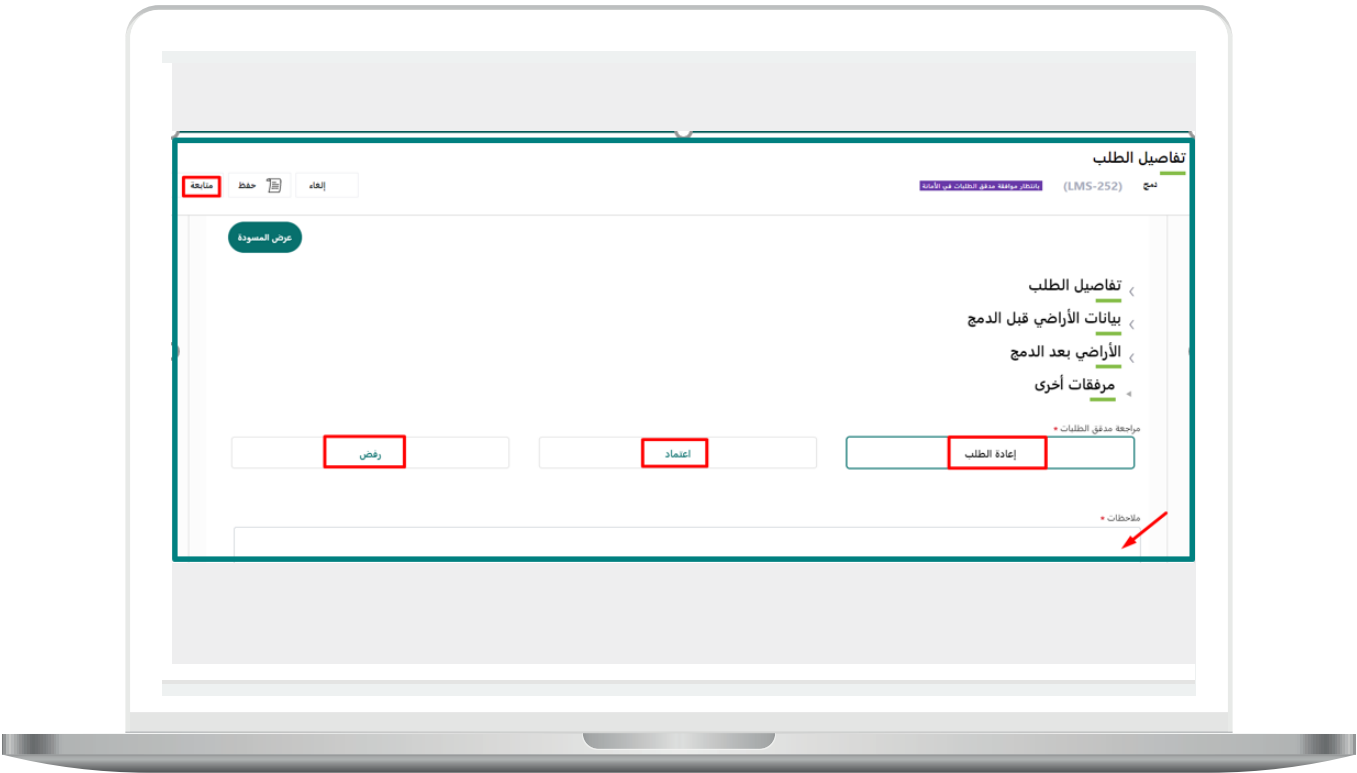 تفاصيل الطلب
دمج (LMS-252) بانتظار موافقة مدقق الطلبات في الأمانة
إلغاء حفظ متابعة
عرض المسودة
تفاصيل الطلب
بيانات الأراضي قبل الدمج
الأراضي بعد الدمج
مرفقات أخرى
مراجعة مدقق الطلبات *
إعادة الطلب اعتماد رفض
ملاحظات *